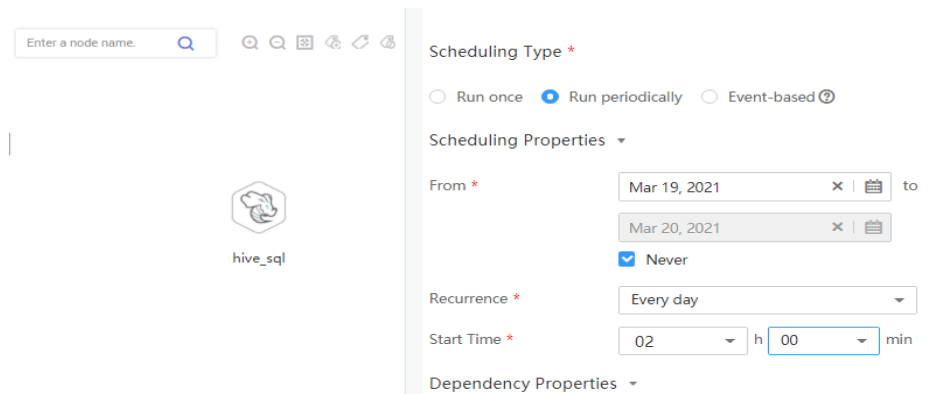 Enter a node name.
hive_sql
Scheduling Type *
Run once Run periodically Event-based ?
Scheduling Properties
From * Mar 19, 2021 to
Mar 20, 2021
Never
Recurrence * Every day
Start Time * 02 h 00 min
Dependency Properties